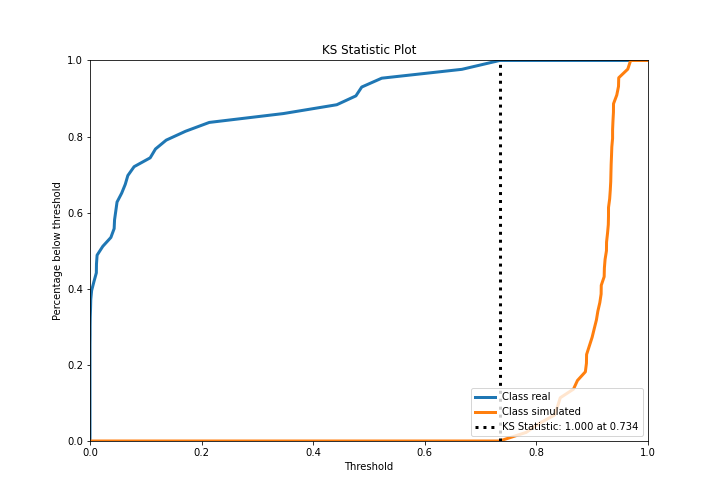 KS Statistic Plot
1.0
0.8
0.6
0.4
0.2
0.0
Percentage below threshold
Class real
Class simulated
KS Statistic: 1.000 at 0.734
0.0 0.2 0.4 0.6 0.8 1.0
Threshold